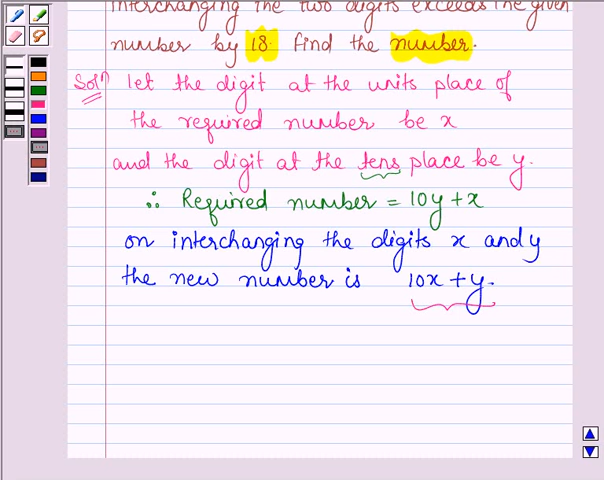 interchanging the two digits exceeds the given
number by 18. Find the number.
Solⁿ let the digit at the units place of
the required number be x
and the digit at the tens place be y.
∴ Required number = 10y + x
on interchanging the digits x and y
the new number is 10x + y.